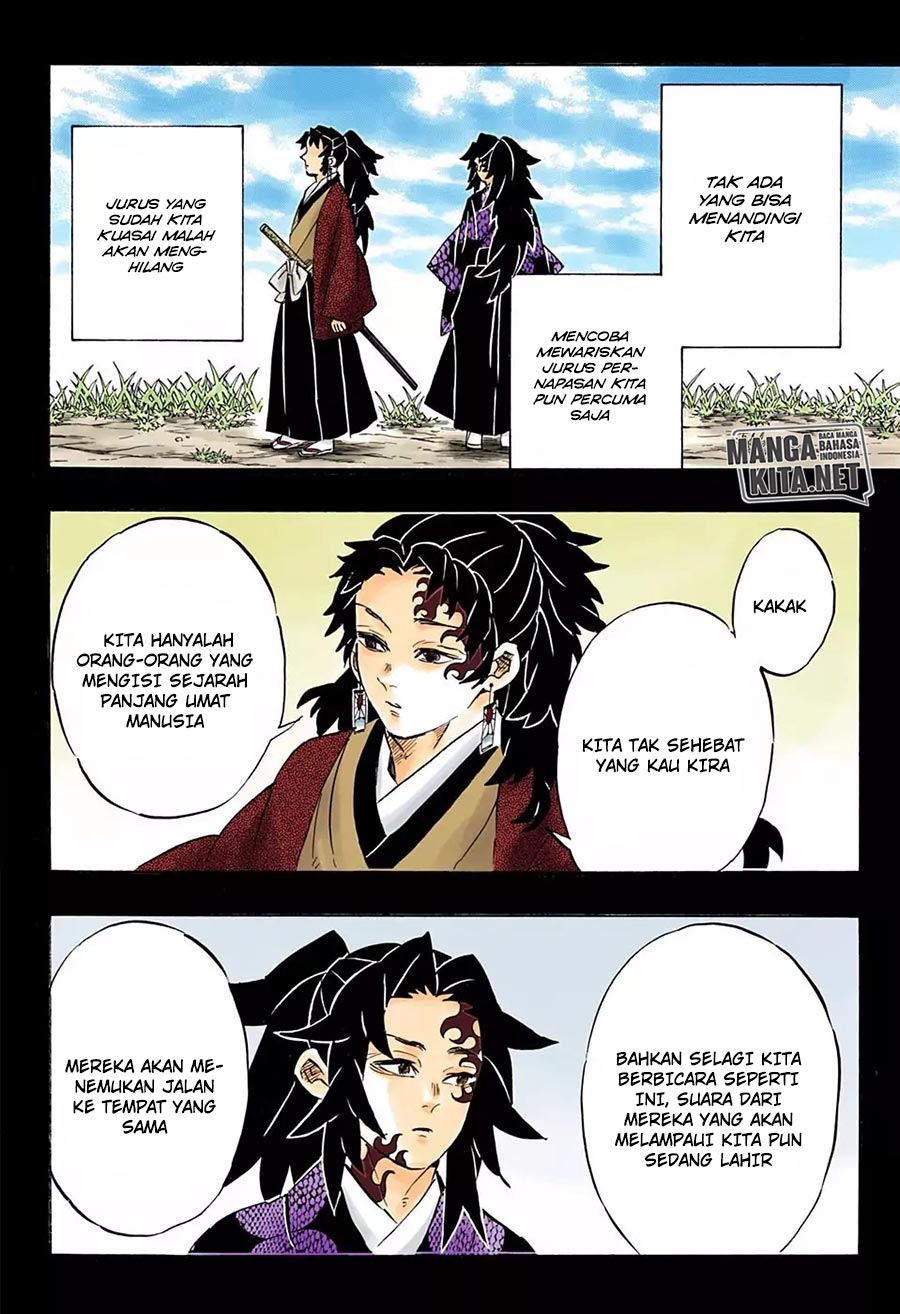 TAK ADA
YANG BISA
MENANDINGI
KITA
MENCOBA
MEWARISKAN
JURUS PER-
NAPASAN KITA
PUN PERCUMA
SAJA
JURUS YANG
SUDAH KITA
KUASAI MALAH
AKAN MENG-
HILANG
MANGA
KITA.NET
BACA MANGA
BAHASA
INDONESIA
KAKAK
KITA TAK SEHEBAT
YANG KAU KIRA
KITA HANYALAH
ORANG-ORANG YANG
MENGISI SEJARAH
PANJANG UMAT
MANUSIA
BAHKAN SELAGI KITA
BERBICARA SEPERTI
INI, SUARA DARI
MEREKA YANG AKAN
MELAMPAUI KITA PUN
SEDANG LAHIR
MEREKA AKAN ME-
NEMUKAN JALAN
KE TEMPAT YANG
SAMA